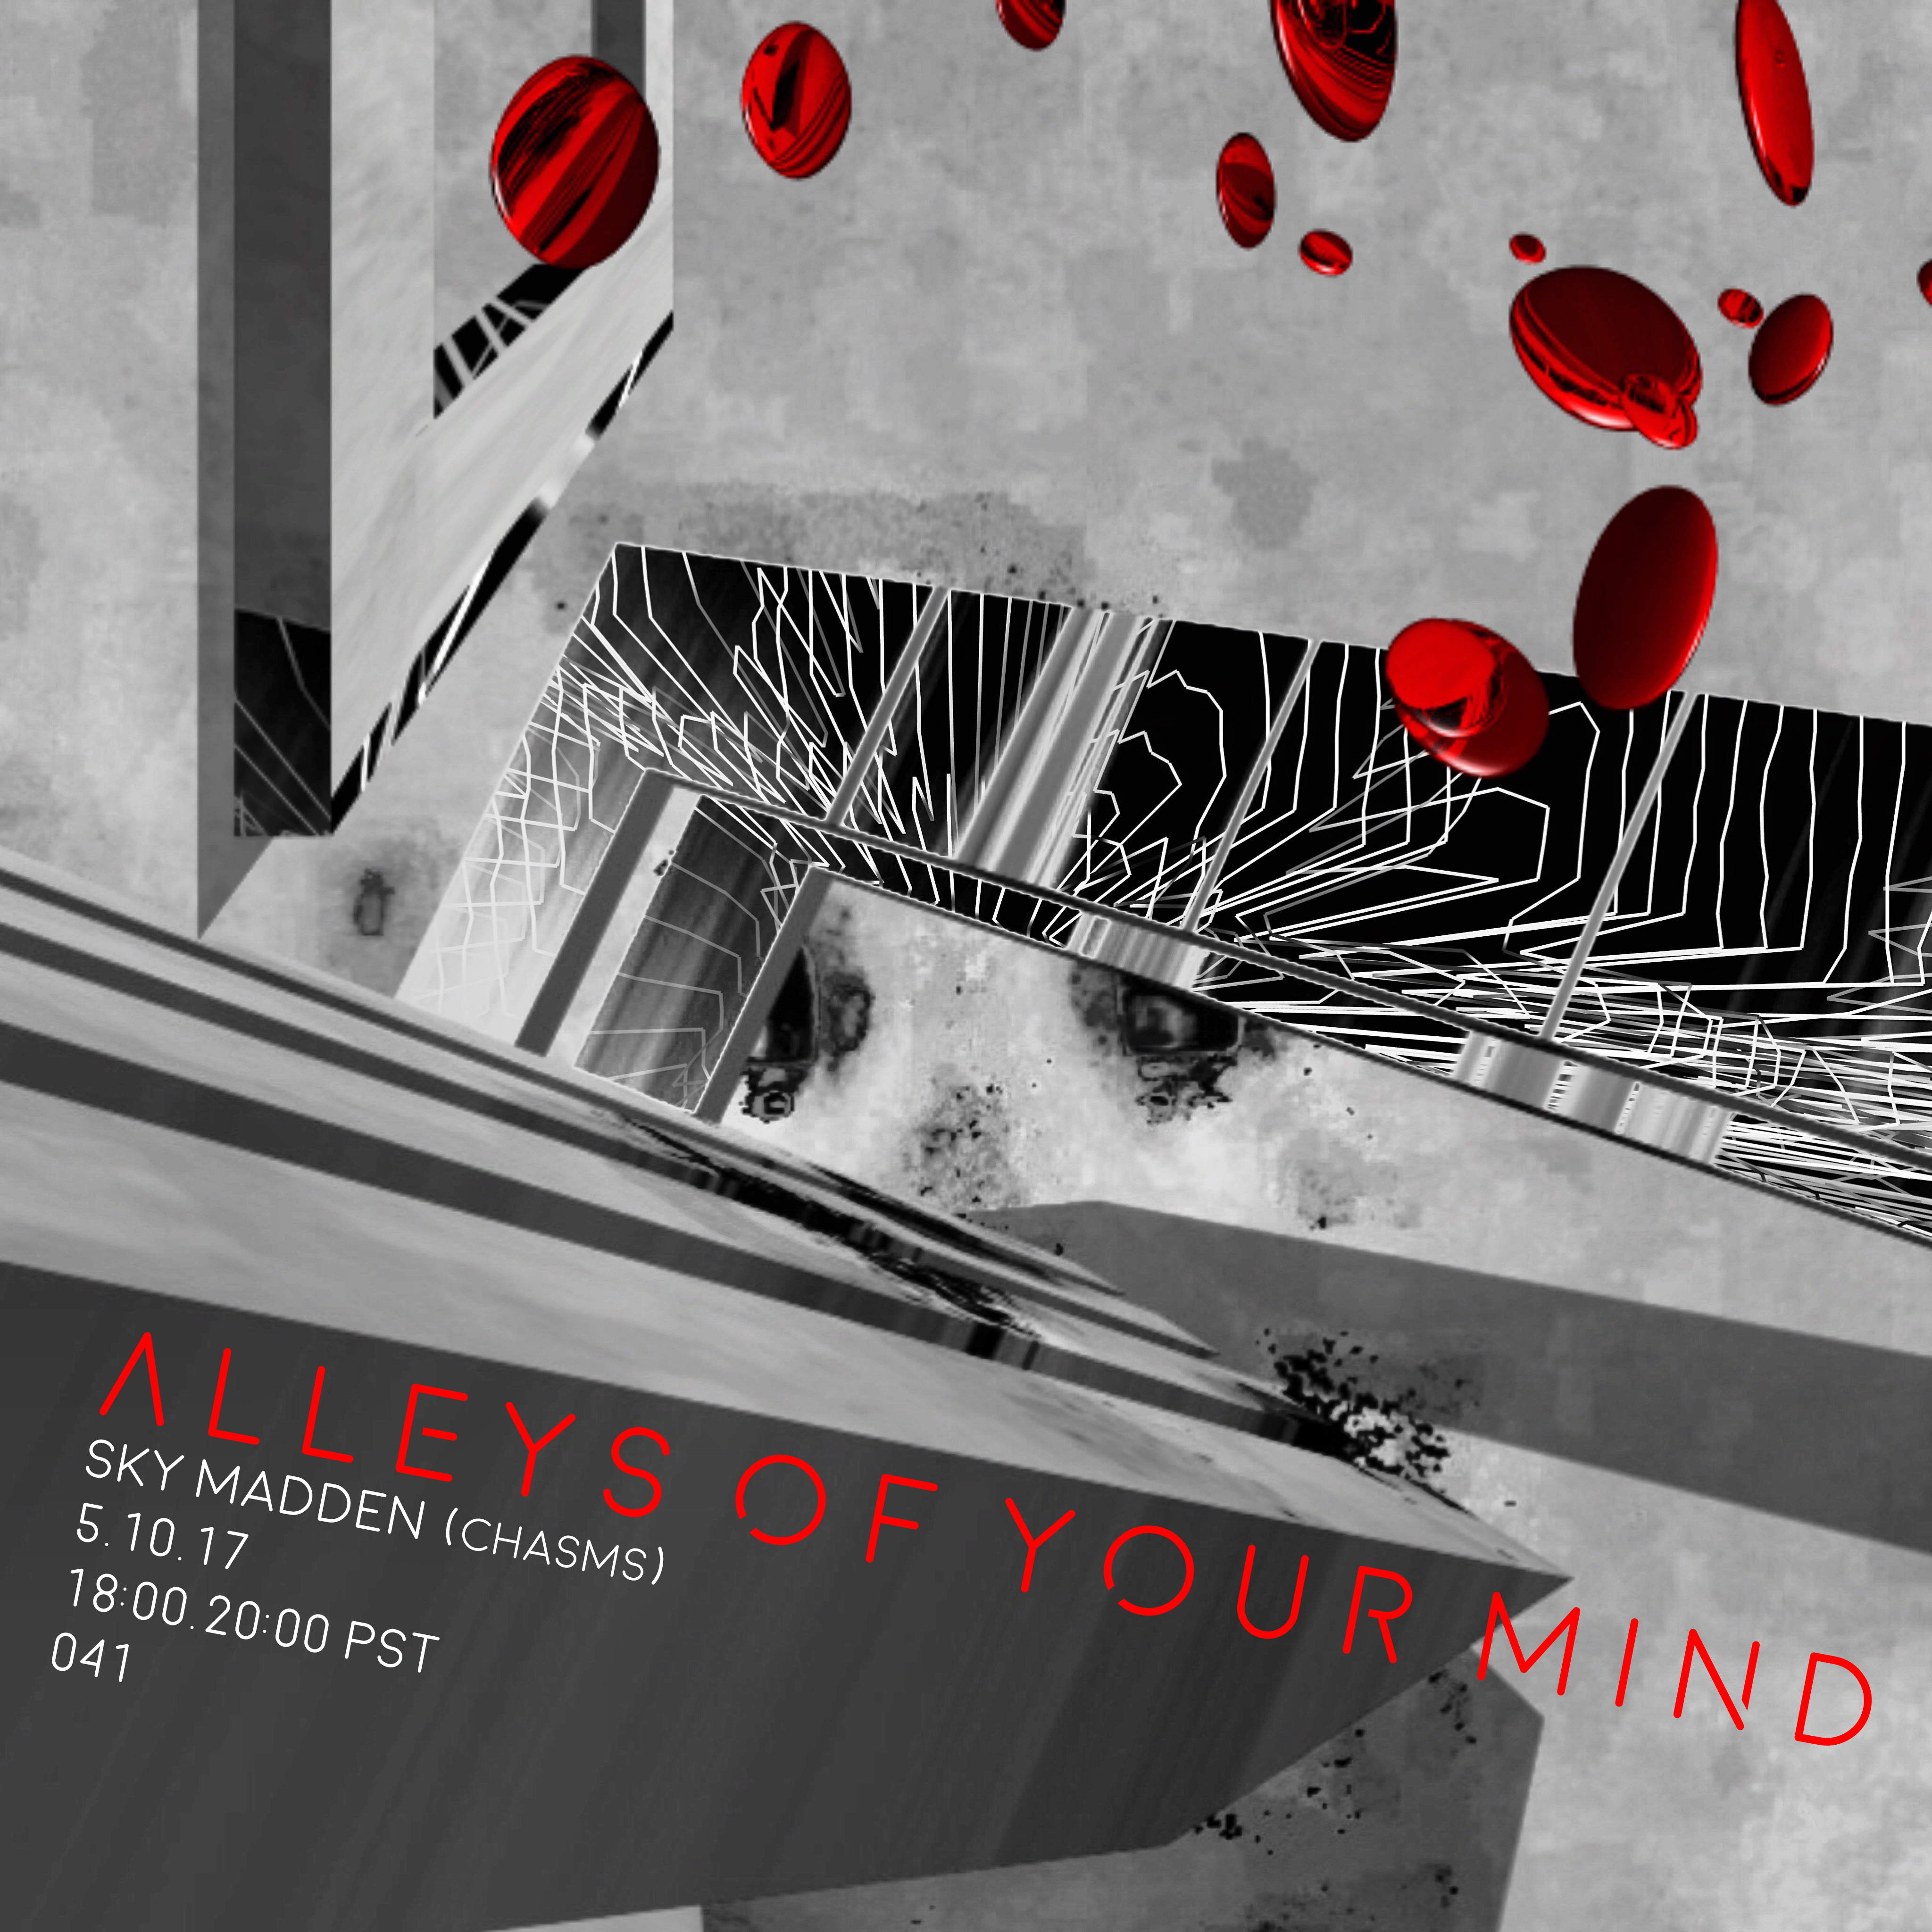 ALLEYS OF YOUR MIND
SKY MADDEN (CHASMS)
5.10.17
18:00.20:00 PST
041